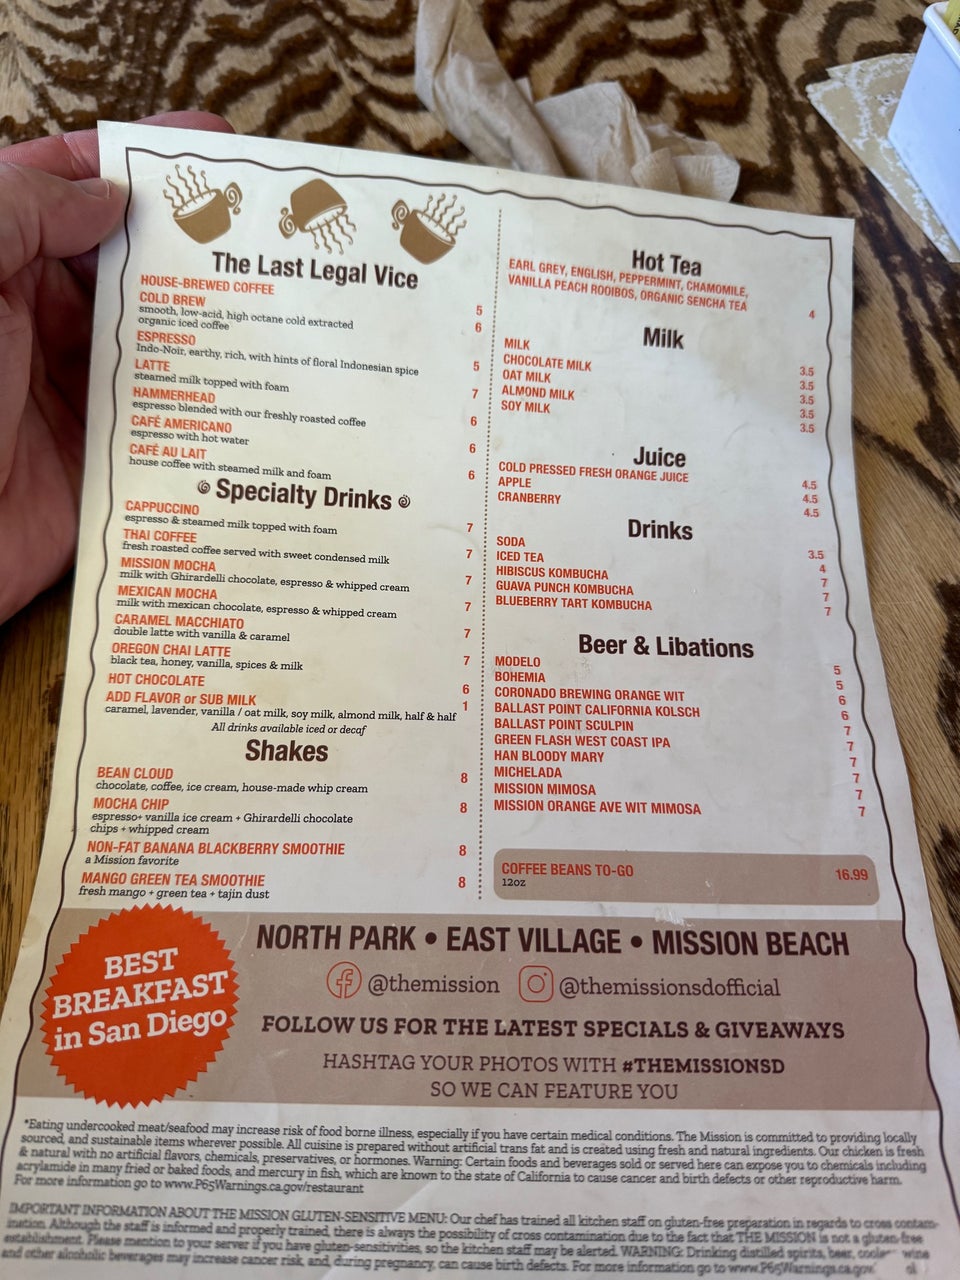 The Last Legal Vice
HOUSE-BREWED COFFEE 5
COLD BREW 6
smooth, low-acid, high octane cold extracted
organic iced coffee
ESPRESSO 5
Indo-Noir, earthy, rich, with hints of floral Indonesian spice
LATTE 7
steamed milk topped with foam
HAMMERHEAD 6
espresso blended with our freshly roasted coffee
CAFÉ AMERICANO 6
espresso with hot water
CAFÉ AU LAIT 6
house coffee with steamed milk and foam
Specialty Drinks
CAPPUCCINO 7
espresso & steamed milk topped with foam
THAI COFFEE 7
fresh roasted coffee served with sweet condensed milk
MISSION MOCHA 7
milk with Ghirardelli chocolate, espresso & whipped cream
MEXICAN MOCHA 7
milk with mexican chocolate, espresso & whipped cream
CARAMEL MACCHIATO 7
double latte with vanilla & caramel
OREGON CHAI LATTE 7
black tea, honey, vanilla, spices & milk
HOT CHOCOLATE 6
ADD FLAVOR or SUB MILK 1
caramel, lavender, vanilla / oat milk, soy milk, almond milk, half & half
All drinks available iced or decaf
Shakes
BEAN CLOUD 8
chocolate, coffee, ice cream, house-made whip cream
MOCHA CHIP 8
espresso+ vanilla ice cream + Ghirardelli chocolate
chips + whipped cream
NON-FAT BANANA BLACKBERRY SMOOTHIE 8
a Mission favorite
MANGO GREEN TEA SMOOTHIE 8
fresh mango + green tea + tajin dust
Hot Tea
EARL GREY, ENGLISH, PEPPERMINT, CHAMOMILE,
VANILLA PEACH ROOIBOS, ORGANIC SENCHA TEA 4
Milk
MILK 3.5
CHOCOLATE MILK 3.5
OAT MILK 3.5
ALMOND MILK 3.5
SOY MILK 3.5
Juice
COLD PRESSED FRESH ORANGE JUICE 4.5
APPLE 4.5
CRANBERRY 4.5
Drinks
SODA 3.5
ICED TEA 4
HIBISCUS KOMBUCHA 7
GUAVA PUNCH KOMBUCHA 7
BLUEBERRY TART KOMBUCHA 7
Beer & Libations
MODELO 5
BOHEMIA 5
CORONADO BREWING ORANGE WIT 6
BALLAST POINT CALIFORNIA KOLSCH 6
BALLAST POINT SCULPIN 7
GREEN FLASH WEST COAST IPA 7
HAN BLOODY MARY 7
MICHELADA 7
MISSION MIMOSA 7
MISSION ORANGE AVE WIT MIMOSA 7
COFFEE BEANS TO-GO 16.99
12oz
BEST
BREAKFAST
in San Diego
NORTH PARK • EAST VILLAGE • MISSION BEACH
@themission @themissionsdofficial
FOLLOW US FOR THE LATEST SPECIALS & GIVEAWAYS
HASHTAG YOUR PHOTOS WITH #THEMISSIONSD
SO WE CAN FEATURE YOU
*Eating undercooked meat/seafood may increase risk of food borne illness, especially if you have certain medical conditions. The Mission is committed to providing locally
sourced, and sustainable items wherever possible. All cuisine is prepared without artificial trans fat and is created using fresh and natural ingredients. Our chicken is fresh
& natural with no artificial flavors, chemicals, preservatives, or hormones. Warning: Certain foods and beverages sold or served here can expose you to chemicals including
acrylamide in many fried or baked foods, and mercury in fish, which are known to the state of California to cause cancer and birth defects or other reproductive harm.
For more information go to www.P65Warnings.ca.gov/restaurant
IMPORTANT INFORMATION ABOUT THE MISSION GLUTEN-SENSITIVE MENU: Our chef has trained all kitchen staff on gluten-free preparation in regards to cross contam-
ination. Although the staff is informed and properly trained, there is always the possibility of cross contamination due to the fact that THE MISSION is not a gluten-free
establishment. Please mention to your server if you have gluten-sensitivities, so the kitchen staff may be alerted. WARNING: Drinking distilled spirits, beer, wine
and other alcoholic beverages may increase cancer risk, and, during pregnancy, can cause birth defects. For more information go to www.P65Warnings.ca.gov